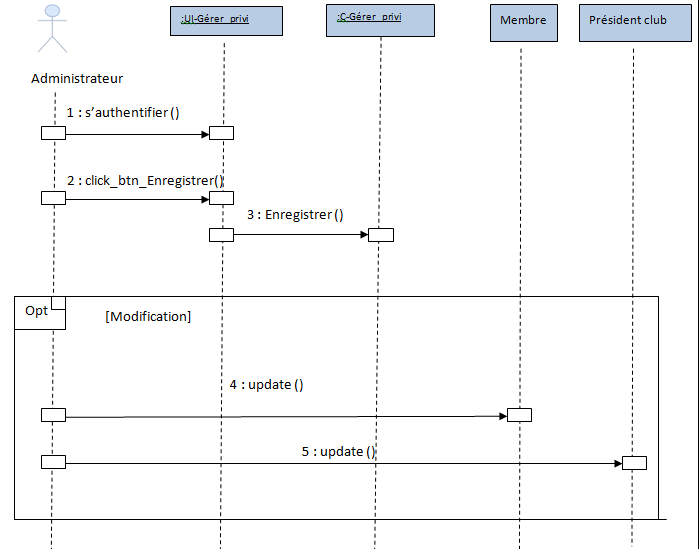 :UI-Gérer_privi
:C-Gérer_privi
Membre
Président club
Administrateur
1 : s'authentifier()
2 : click_btn_Enregistrer()
3 : Enregistrer()
Opt
[Modification]
4 : update()
5 : update()